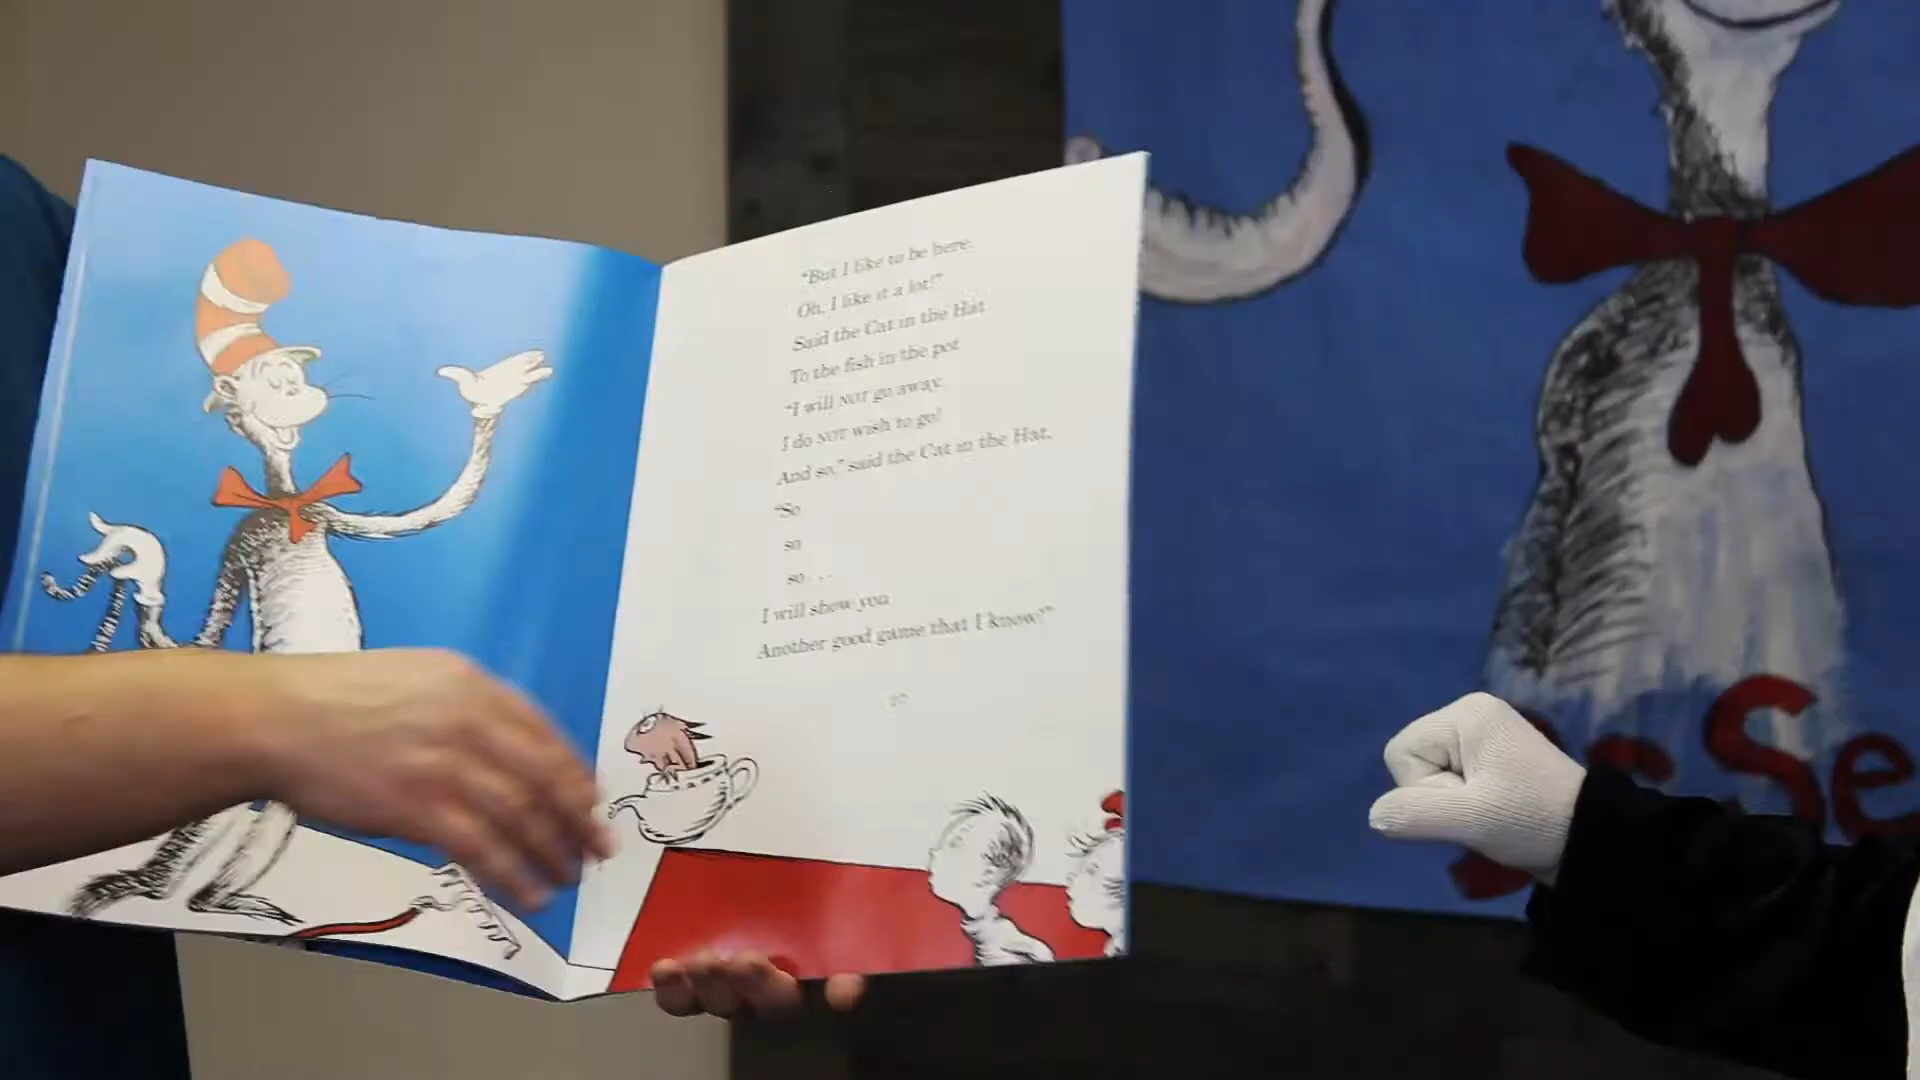 "But I like to be here.
Oh, I like it a lot!"
Said the Cat in the Hat
To the fish in the pot
"I will NOT go away.
I do NOT wish to go!
And so," said the Cat in the Hat,
"So
so
so . . .
I will show you
Another good game that I know!"
Se